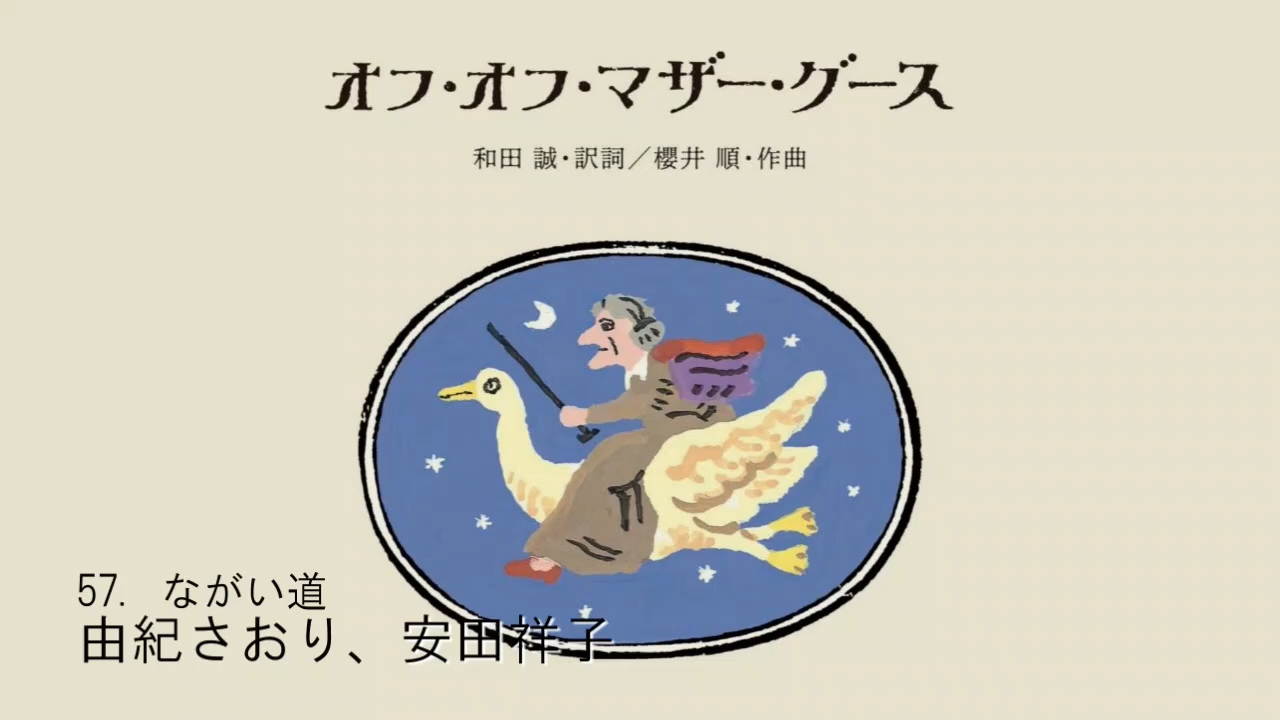 オフ・オフ・マザー・グース
和田 誠・訳詞／櫻井 順・作曲
57. ながい道
由紀さおり、安田祥子